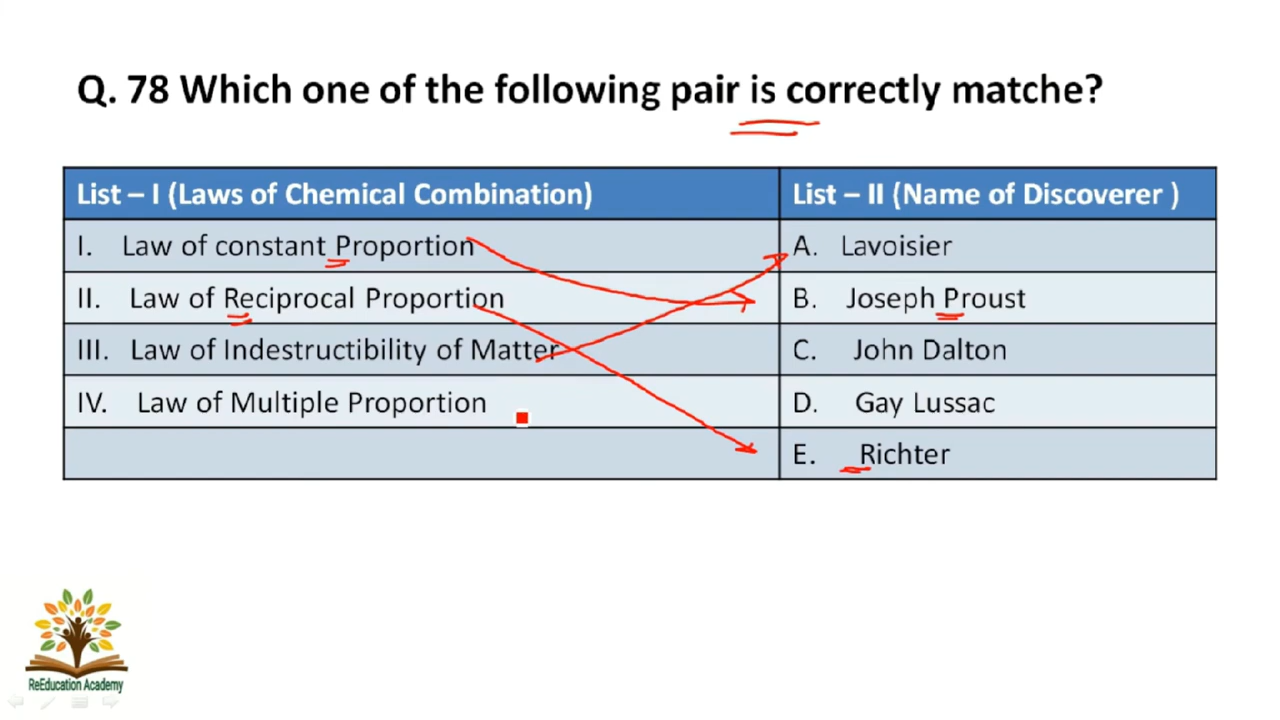 Q. 78 Which one of the following pair is correctly matche?
List – I (Laws of Chemical Combination) List – II (Name of Discoverer )
I. Law of constant Proportion A. Lavoisier
II. Law of Reciprocal Proportion B. Joseph Proust
III. Law of Indestructibility of Matter C. John Dalton
IV. Law of Multiple Proportion D. Gay Lussac
E. Richter
ReEducation Academy